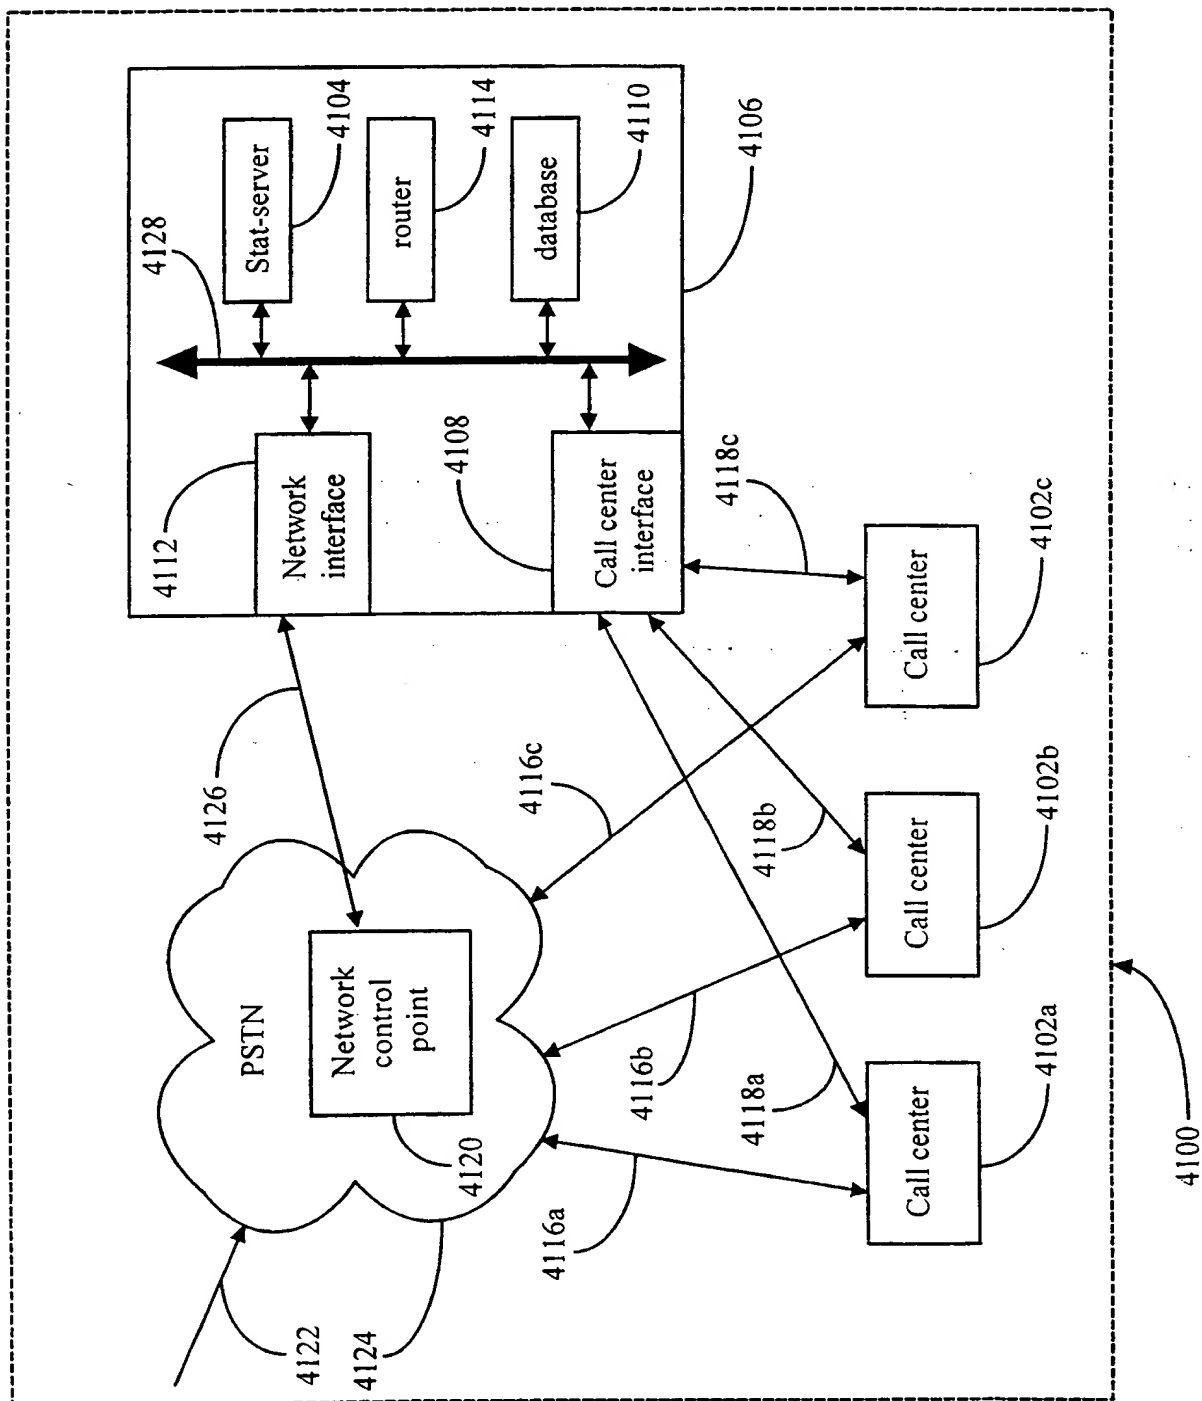 4122
4124
PSTN
Network
control
point
4120
4126
4112
Network
interface
4128
Stat-server
4104
router
4114
database
4110
4108
Call center
interface
4106
4116a
4116b
4116c
4118a
4118b
4118c
Call center
4102a
Call center
4102b
Call center
4102c
4100